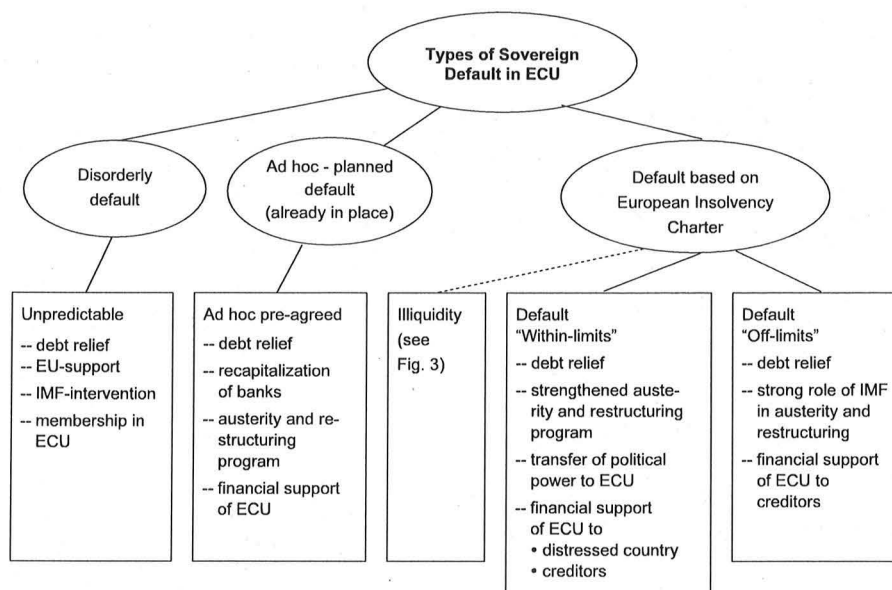 Types of Sovereign
Default in ECU
Disorderly
default
Ad hoc - planned
default
(already in place)
Default based on
European Insolvency
Charter
Unpredictable
-- debt relief
-- EU-support
-- IMF-intervention
-- membership in
ECU
Ad hoc pre-agreed
-- debt relief
-- recapitalization
of banks
-- austerity and re-
structuring
program
-- financial support
of ECU
Illiquidity
(see
Fig. 3)
Default
"Within-limits"
-- debt relief
-- strengthened auste-
rity and restructuring
program
-- transfer of political
power to ECU
-- financial support
of ECU to
• distressed country
• creditors
Default
"Off-limits"
-- debt relief
-- strong role of IMF
in austerity and
restructuring
-- financial support
of ECU to
creditors